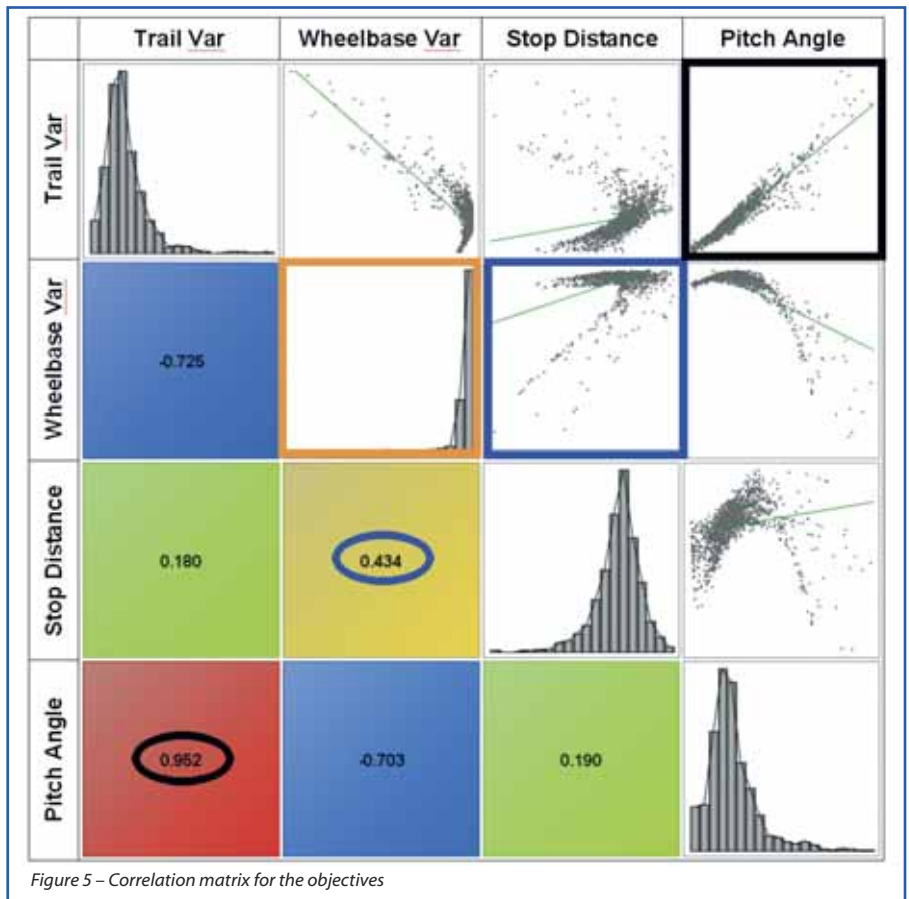 Trail Var Wheelbase Var Stop Distance Pitch Angle
Trail Var
Wheelbase Var
-0.725
Stop Distance
0.180 0.434
Pitch Angle
0.952 -0.703 0.190
Figure 5 – Correlation matrix for the objectives